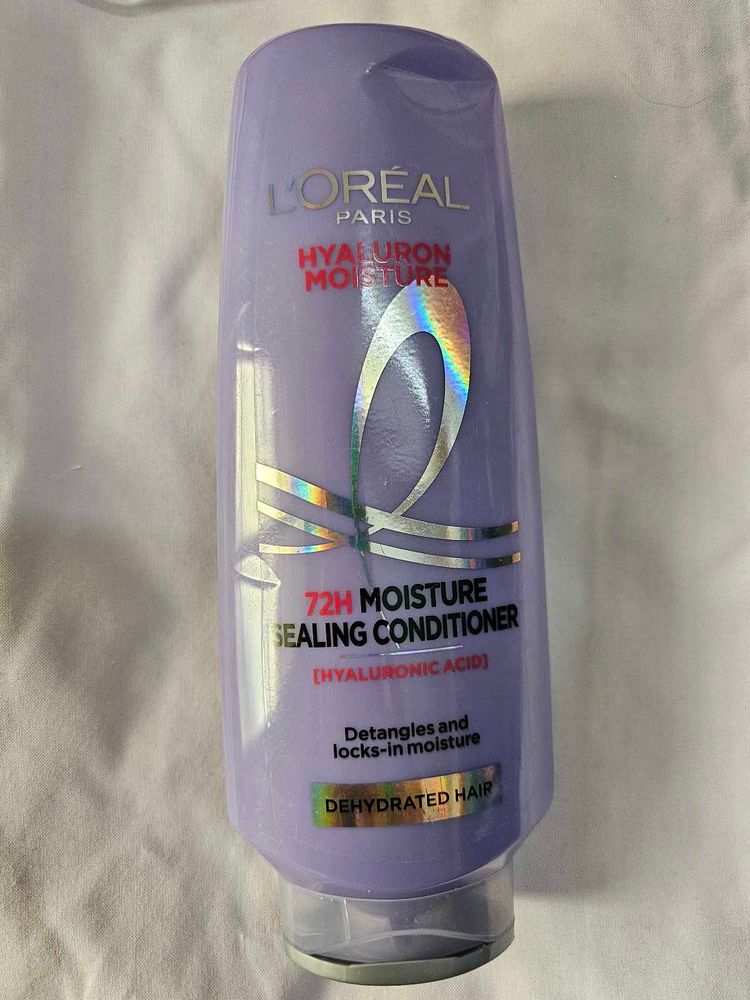 L'ORÉAL
PARIS
HYALURON
MOISTURE
72H MOISTURE
SEALING CONDITIONER
[HYALURONIC ACID]
Detangles and
locks-in moisture
DEHYDRATED HAIR